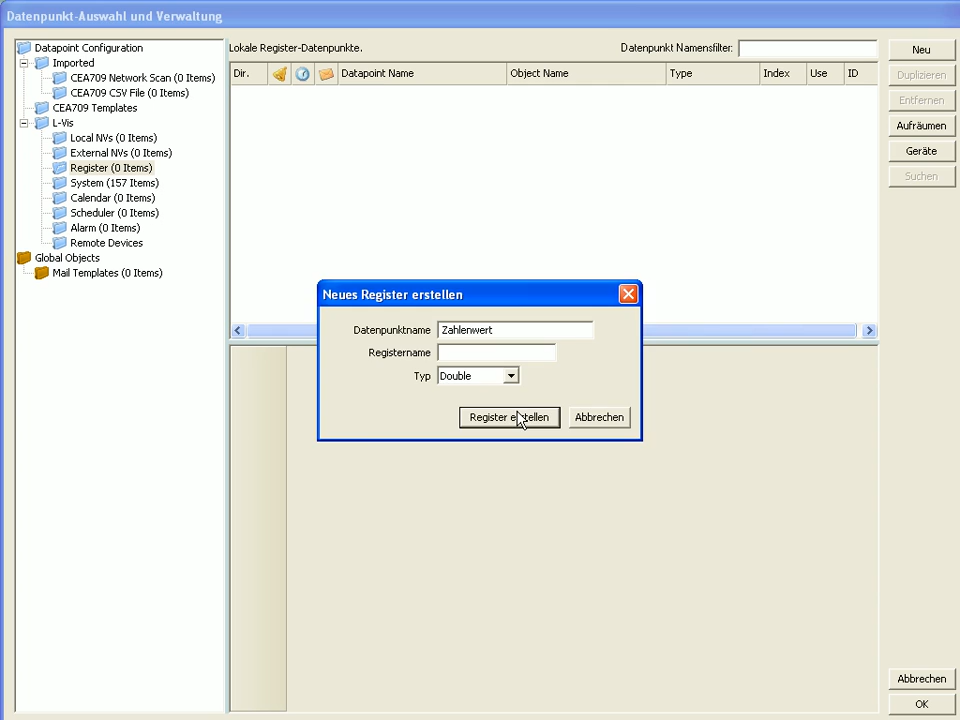 Datenpunkt-Auswahl und Verwaltung
Datapoint Configuration
Imported
CEA709 Network Scan (0 Items)
CEA709 CSV File (0 Items)
CEA709 Templates
L-Vis
Local NVs (0 Items)
External NVs (0 Items)
Register (0 Items)
System (157 Items)
Calendar (0 Items)
Scheduler (0 Items)
Alarm (0 Items)
Remote Devices
Global Objects
Mail Templates (0 Items)
Lokale Register-Datenpunkte.
Datenpunkt Namensfilter:
Dir. Datapoint Name Object Name Type Index Use ID
Neu
Duplizieren
Entfernen
Aufräumen
Geräte
Suchen
Neues Register erstellen
Datenpunktname Zahlenwert
Registername
Typ Double
Register erstellen Abbrechen
Abbrechen
OK